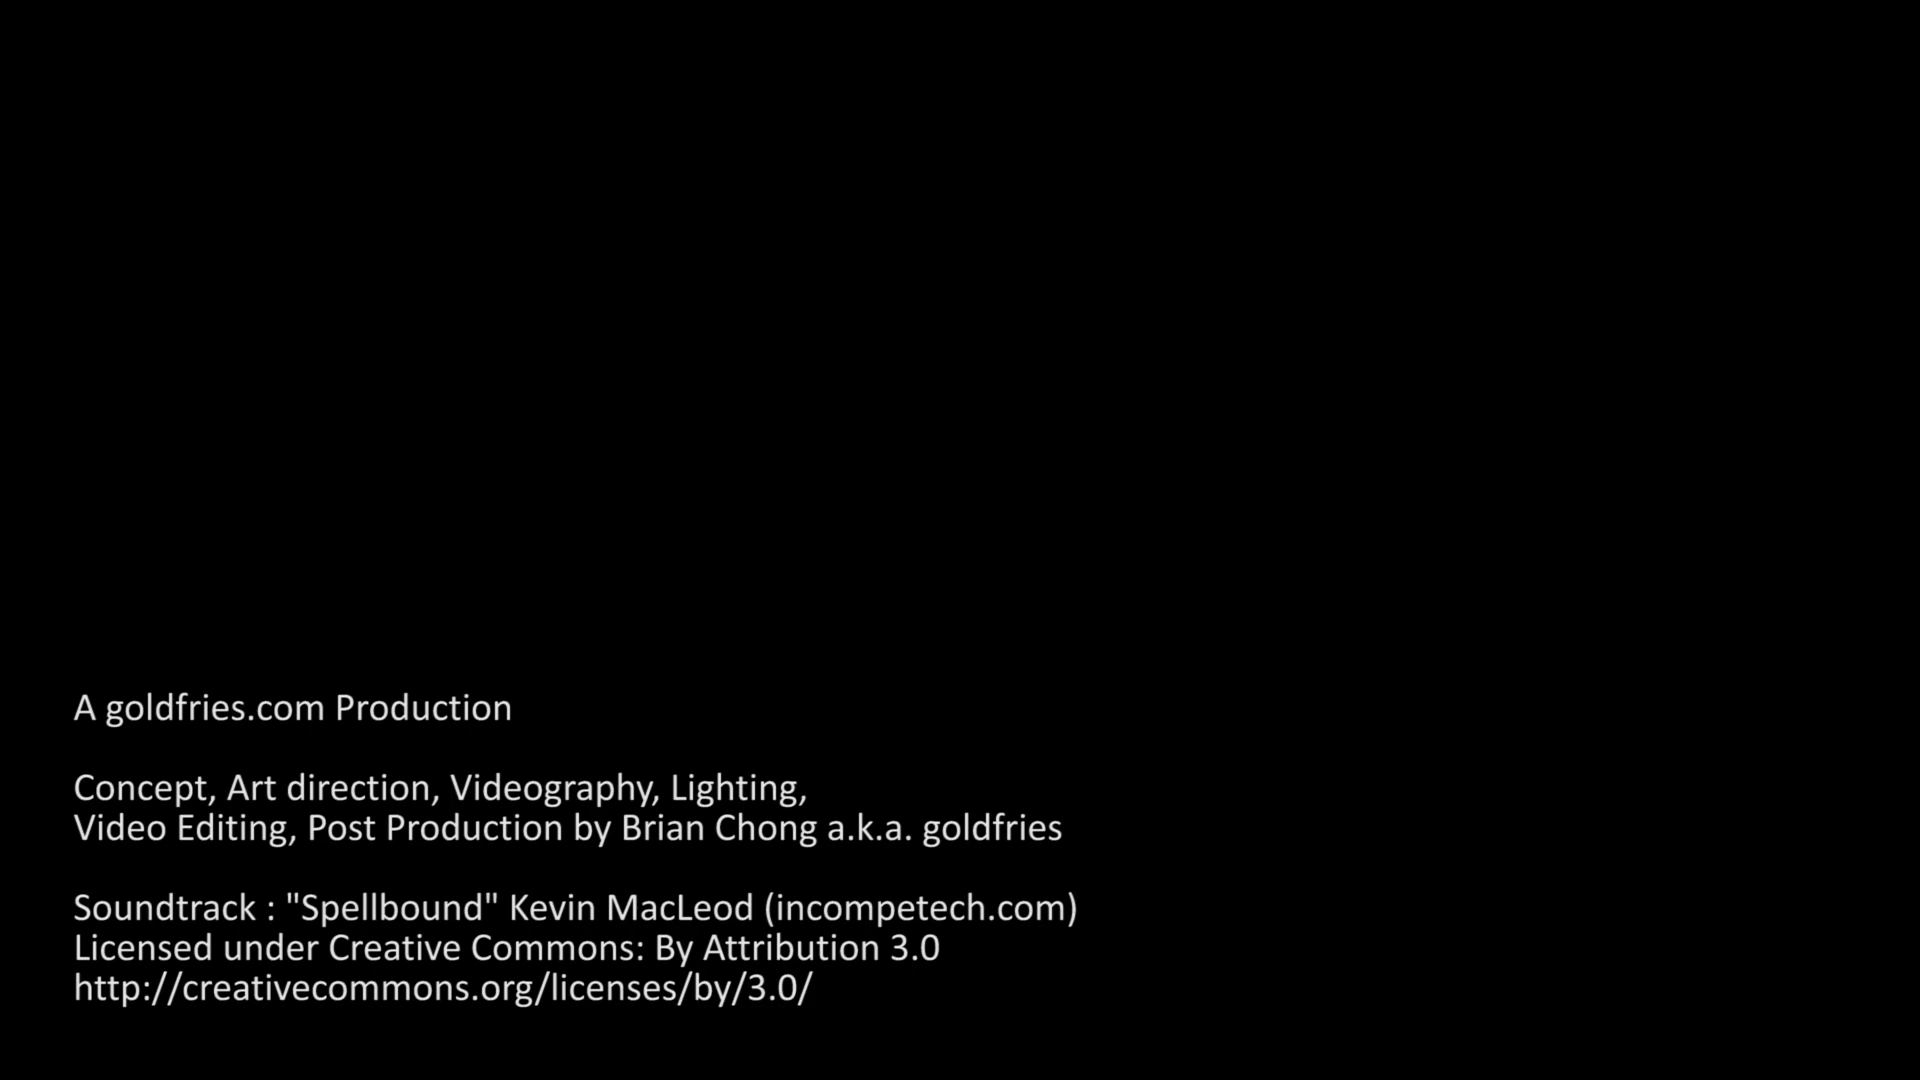 A goldfries.com Production
Concept, Art direction, Videography, Lighting,
Video Editing, Post Production by Brian Chong a.k.a. goldfries
Soundtrack : "Spellbound" Kevin MacLeod (incompetech.com)
Licensed under Creative Commons: By Attribution 3.0
http://creativecommons.org/licenses/by/3.0/